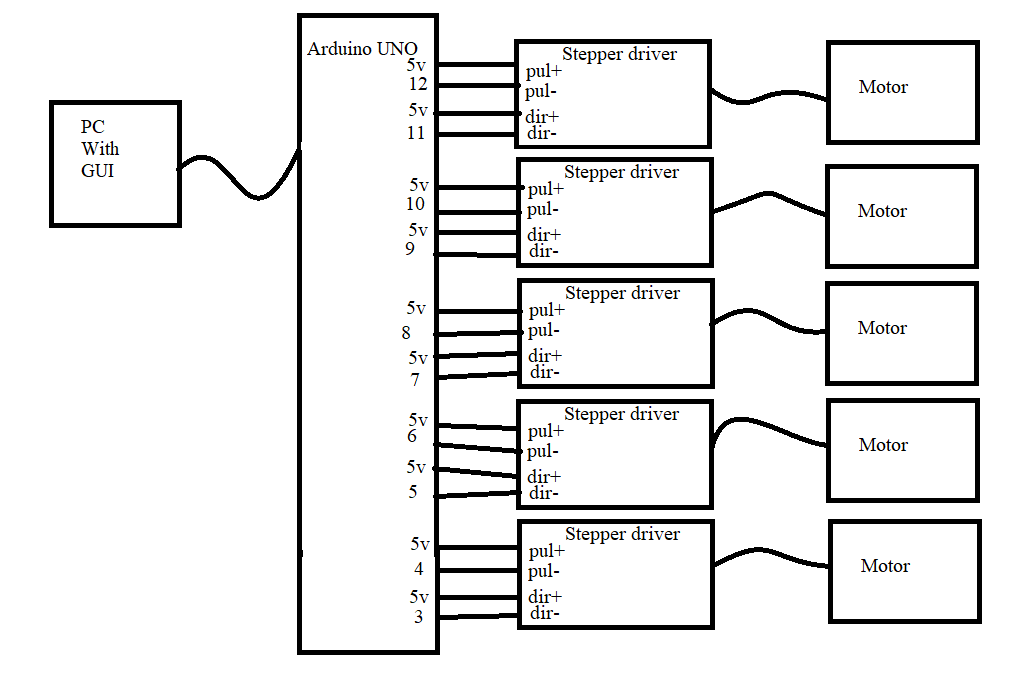 Arduino UNO
5v
12
5v
11
Stepper driver
pul+
pul-
dir+
dir-
Motor
PC
With
GUI
5v
10
5v
9
Stepper driver
pul+
pul-
dir+
dir-
Motor
5v
8
5v
7
Stepper driver
pul+
pul-
dir+
dir-
Motor
5v
6
5v
5
Stepper driver
pul+
pul-
dir+
dir-
Motor
5v
4
5v
3
Stepper driver
pul+
pul-
dir+
dir-
Motor